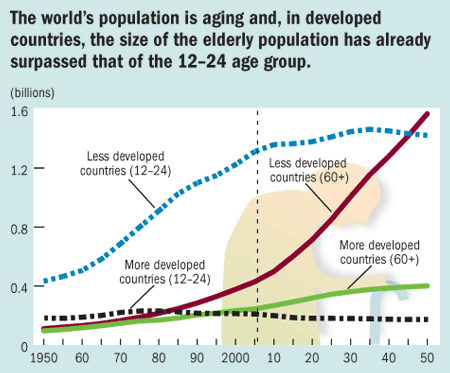 The world's population is aging and, in developed
countries, the size of the elderly population has already
surpassed that of the 12–24 age group.
(billions)
1.6
Less developed
countries (12–24)
Less developed
countries (60+)
1.2
0.8
More developed
countries (12–24)
More developed
countries (60+)
0.4
0
1950 60 70 80 90 2000 10 20 30 40 50